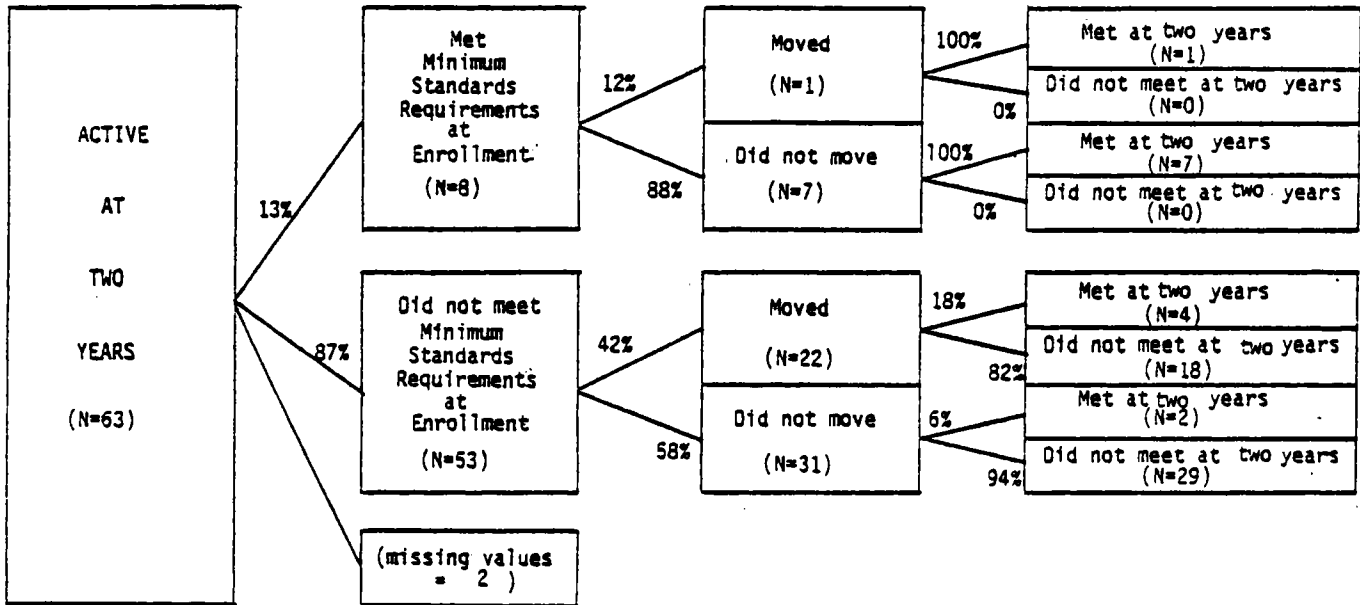 ACTIVE
AT
TWO
YEARS
(N=63)
13%
87%
Met
Minimum
Standards
Requirements
at
Enrollment
(N=8)
12%
88%
Did not meet
Minimum
Standards
Requirements
at
Enrollment
(N=53)
42%
58%
(missing values
= 2 )
Moved
(N=1)
100%
0%
Did not move
(N=7)
100%
0%
Moved
(N=22)
18%
82%
Did not move
(N=31)
6%
94%
Met at two years
(N=1)
Did not meet at two years
(N=0)
Met at two years
(N=7)
Did not meet at two years
(N=0)
Met at two years
(N=4)
Did not meet at two years
(N=18)
Met at two years
(N=2)
Did not meet at two years
(N=29)